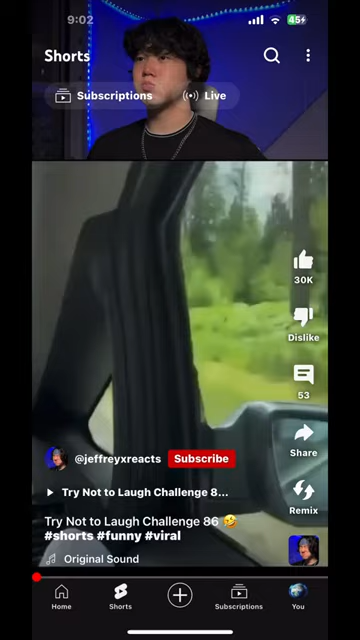 9:02
45
Shorts
Subscriptions
Live
30K
Dislike
53
Share
@jeffreyxreacts
Subscribe
Try Not to Laugh Challenge 8...
Remix
Try Not to Laugh Challenge 86 🤣
#shorts #funny #viral
Original Sound
Home
Shorts
Subscriptions
You